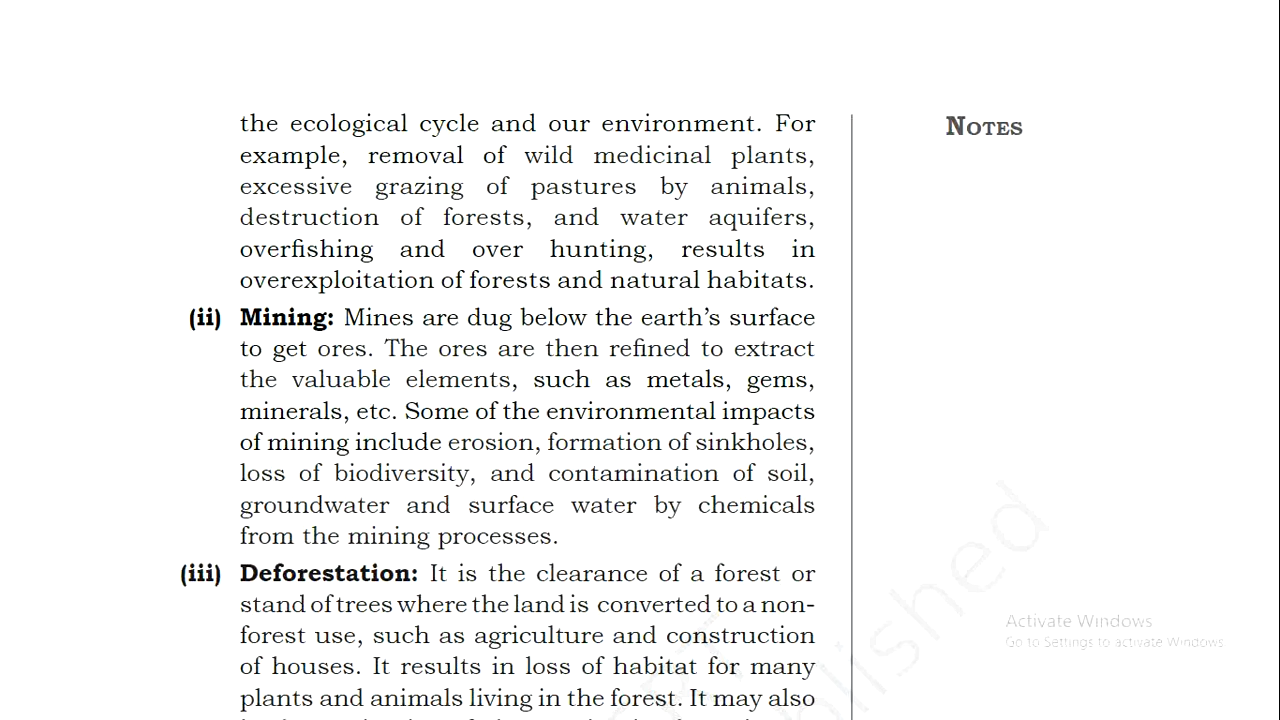 the ecological cycle and our environment. For
example, removal of wild medicinal plants,
excessive grazing of pastures by animals,
destruction of forests, and water aquifers,
overfishing and over hunting, results in
overexploitation of forests and natural habitats.
(ii) Mining: Mines are dug below the earth's surface
to get ores. The ores are then refined to extract
the valuable elements, such as metals, gems,
minerals, etc. Some of the environmental impacts
of mining include erosion, formation of sinkholes,
loss of biodiversity, and contamination of soil,
groundwater and surface water by chemicals
from the mining processes.
(iii) Deforestation: It is the clearance of a forest or
stand of trees where the land is converted to a non-
forest use, such as agriculture and construction
of houses. It results in loss of habitat for many
plants and animals living in the forest. It may also
NOTES
Activate Windows
Go to Settings to activate Windows